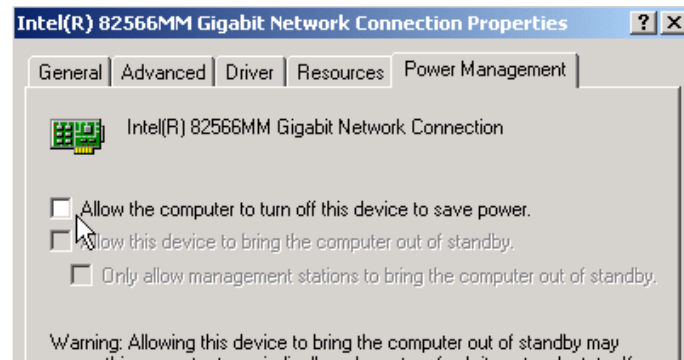 Intel(R) 82566MM Gigabit Network Connection Properties
General Advanced Driver Resources Power Management
Intel(R) 82566MM Gigabit Network Connection
Allow the computer to turn off this device to save power.
Allow this device to bring the computer out of standby.
Only allow management stations to bring the computer out of standby.
Warning: Allowing this device to bring the computer out of standby may